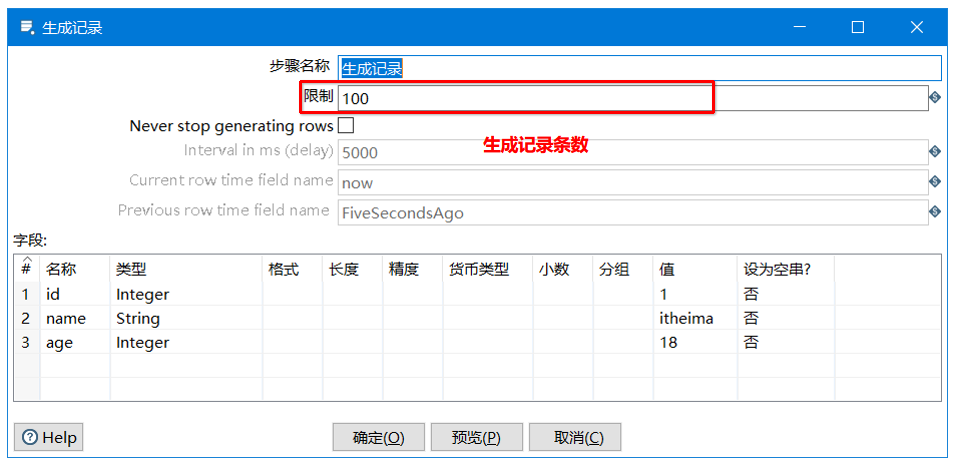 生成记录
步骤名称 生成记录
限制 100
Never stop generating rows
生成记录条数
Interval in ms (delay) 5000
Current row time field name now
Previous row time field name FiveSecondsAgo
字段:
# 名称 类型 格式 长度 精度 货币类型 小数 分组 值 设为空串?
1 id Integer 1 否
2 name String itheima 否
3 age Integer 18 否
Help 确定(O) 预览(P) 取消(C)